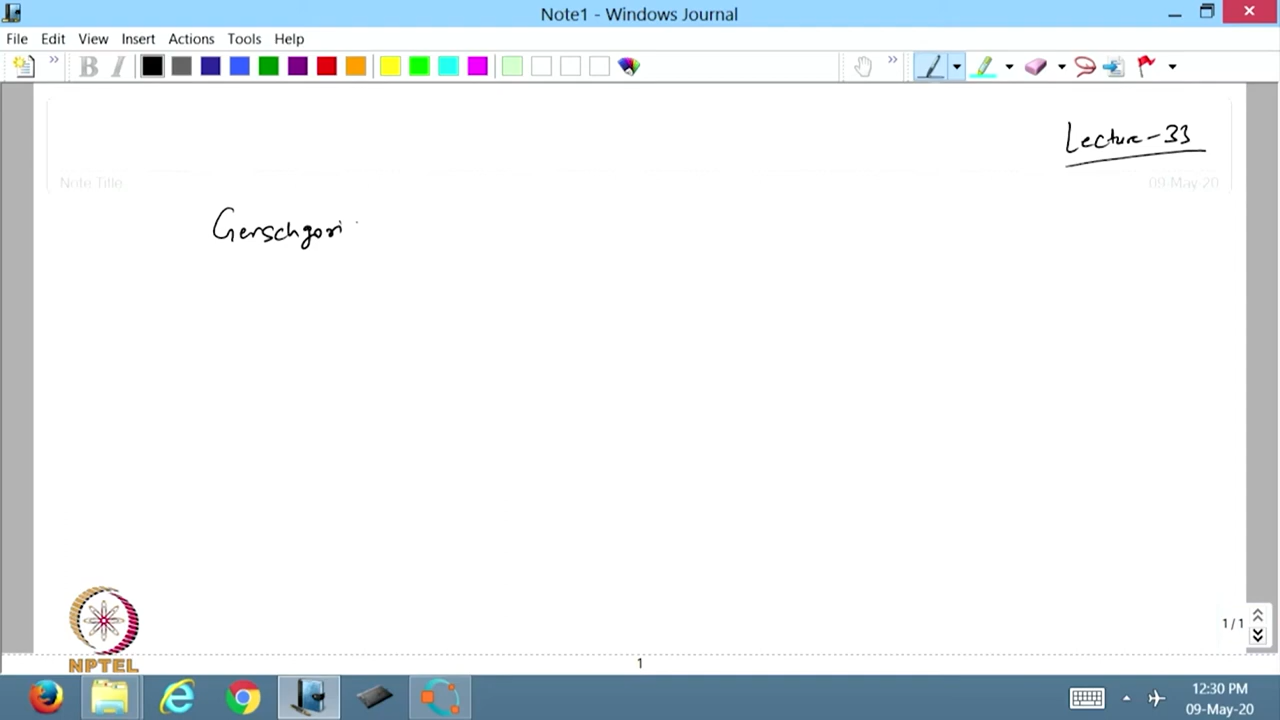 Note1 - Windows Journal
File Edit View Insert Actions Tools Help
B I
Lecture-33
Note Title
09-May 20
Gerschgori
1/1
NPTEL
1
12:30 PM
09-May-20